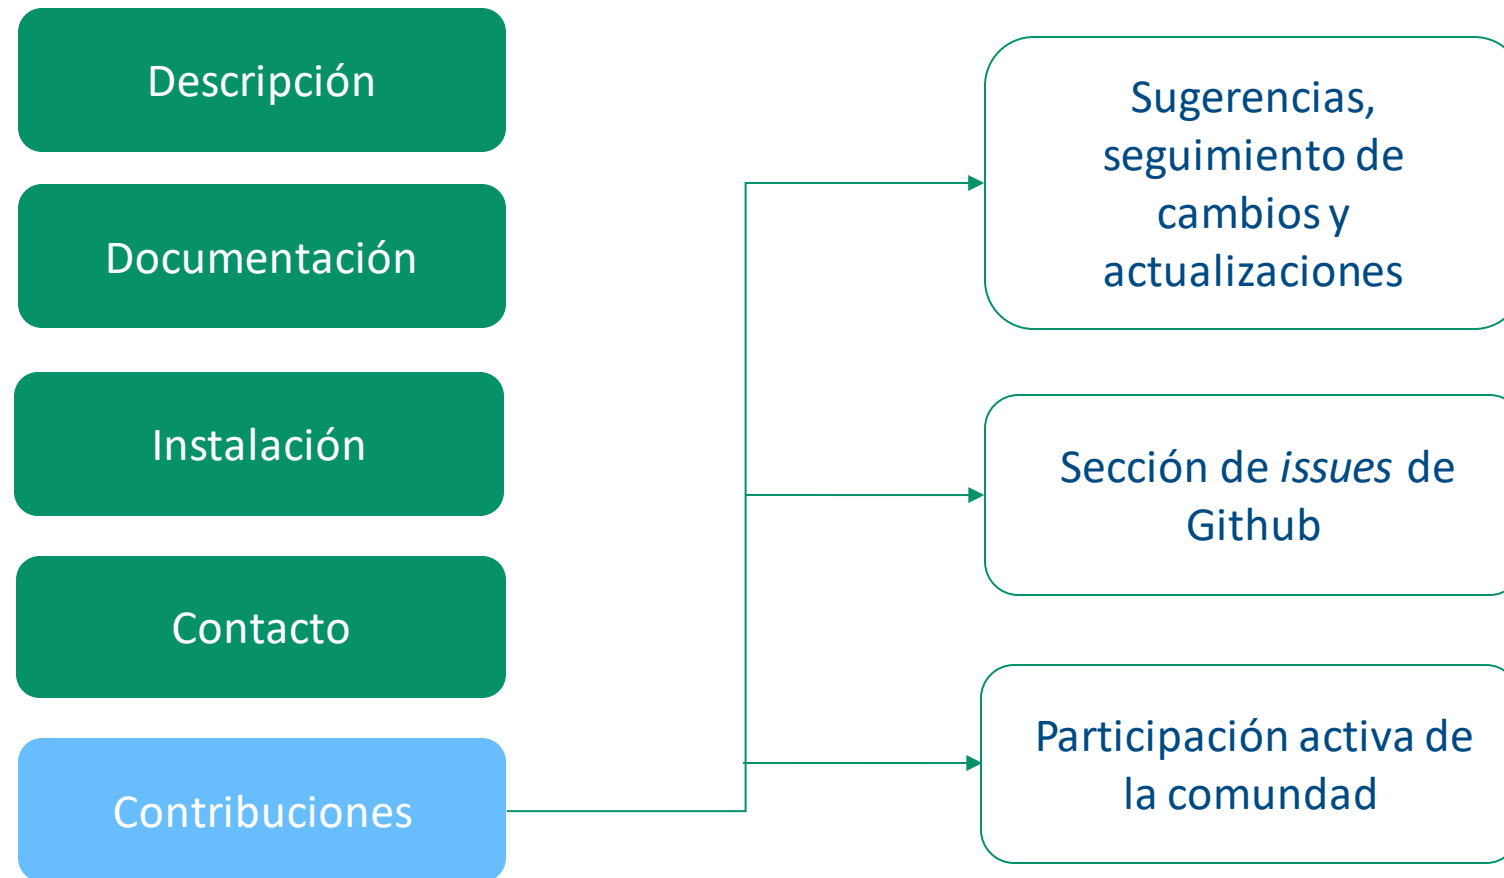 Descripción
Documentación
Instalación
Contacto
Contribuciones
Sugerencias,
seguimiento de
cambios y
actualizaciones
Sección de issues de
Github
Participación activa de
la comundad